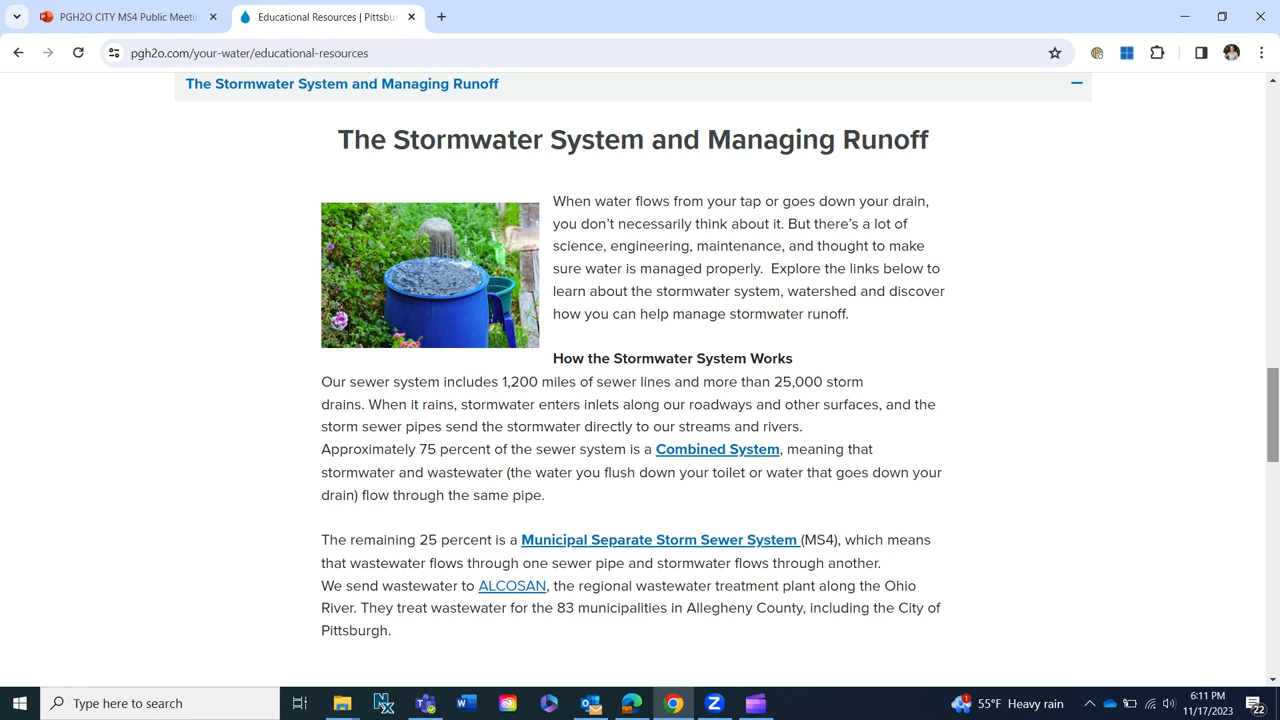 PGH2O CITY MS4 Public Meetin
Educational Resources | Pittsbu
pgh2o.com/your-water/educational-resources
The Stormwater System and Managing Runoff
The Stormwater System and Managing Runoff
When water flows from your tap or goes down your drain,
you don’t necessarily think about it. But there’s a lot of
science, engineering, maintenance, and thought to make
sure water is managed properly.  Explore the links below to
learn about the stormwater system, watershed and discover
how you can help manage stormwater runoff.
How the Stormwater System Works
Our sewer system includes 1,200 miles of sewer lines and more than 25,000 storm
drains. When it rains, stormwater enters inlets along our roadways and other surfaces, and the
storm sewer pipes send the stormwater directly to our streams and rivers.
Approximately 75 percent of the sewer system is a Combined System, meaning that
stormwater and wastewater (the water you flush down your toilet or water that goes down your
drain) flow through the same pipe.
The remaining 25 percent is a Municipal Separate Storm Sewer System (MS4), which means
that wastewater flows through one sewer pipe and stormwater flows through another.
We send wastewater to ALCOSAN, the regional wastewater treatment plant along the Ohio
River. They treat wastewater for the 83 municipalities in Allegheny County, including the City of
Pittsburgh.
Type here to search
55°F Heavy rain
6:11 PM
11/17/2023
22